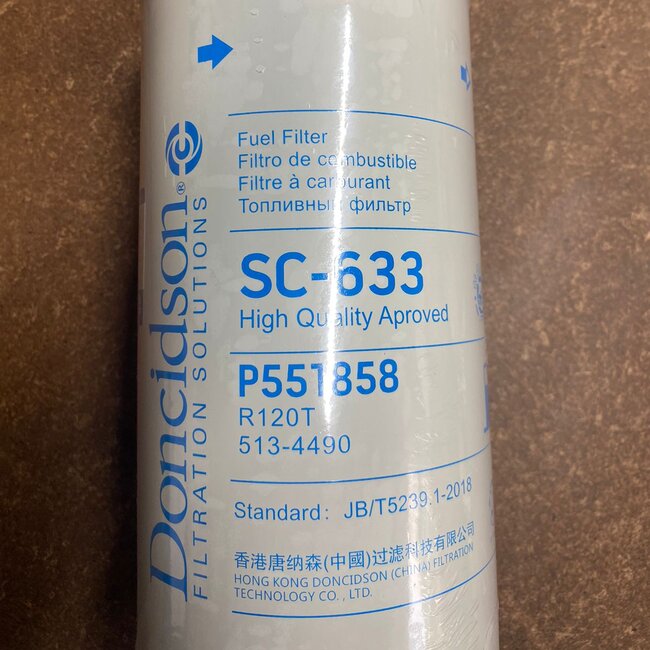 Doncidson®
FILTRATION SOLUTIONS
Fuel Filter
Filtro de combustible
Filtre à carburant
Топливный фильтр
SC-633
High Quality Aproved
P551858
R120T
513-4490
Standard: JB/T5239.1-2018
香港唐纳森(中國)过滤科技有限公司
HONG KONG DONCIDSON (CHINA) FILTRATION
TECHNOLOGY CO., LTD.